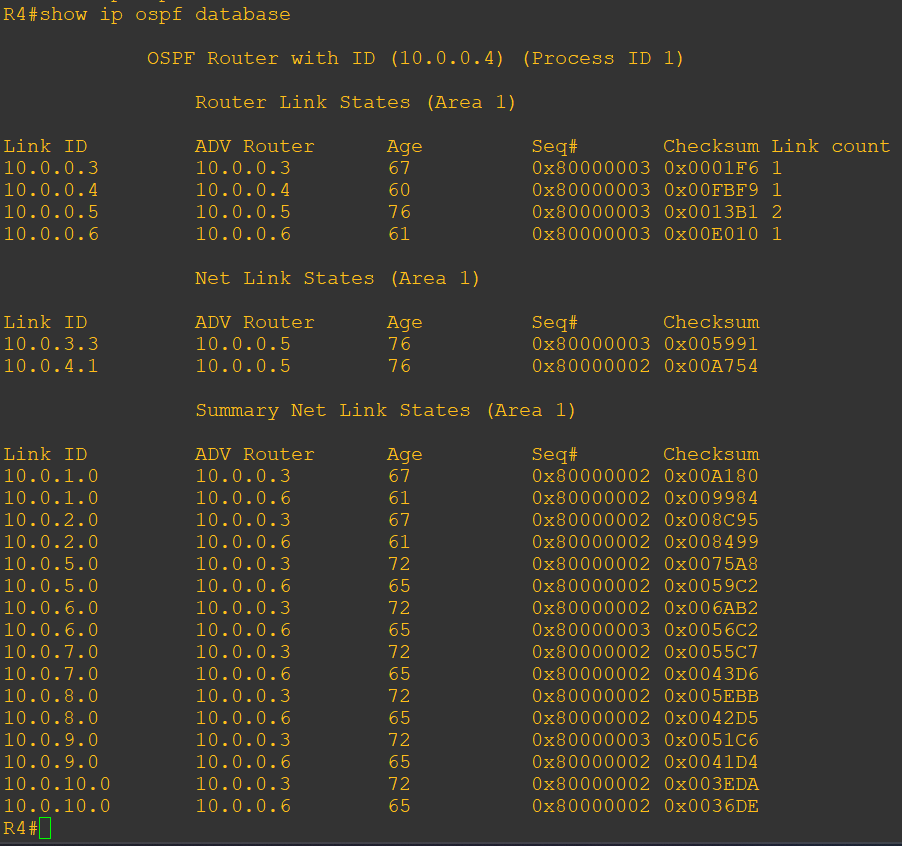 R4#show ip ospf database
OSPF Router with ID (10.0.0.4) (Process ID 1)
Router Link States (Area 1)
Link ID ADV Router Age Seq# Checksum Link count
10.0.0.3 10.0.0.3 67 0x80000003 0x0001F6 1
10.0.0.4 10.0.0.4 60 0x80000003 0x00FBF9 1
10.0.0.5 10.0.0.5 76 0x80000003 0x0013B1 2
10.0.0.6 10.0.0.6 61 0x80000003 0x00E010 1
Net Link States (Area 1)
Link ID ADV Router Age Seq# Checksum
10.0.3.3 10.0.0.5 76 0x80000003 0x005991
10.0.4.1 10.0.0.5 76 0x80000002 0x00A754
Summary Net Link States (Area 1)
Link ID ADV Router Age Seq# Checksum
10.0.1.0 10.0.0.3 67 0x80000002 0x00A180
10.0.1.0 10.0.0.6 61 0x80000002 0x009984
10.0.2.0 10.0.0.3 67 0x80000002 0x008C95
10.0.2.0 10.0.0.6 61 0x80000002 0x008499
10.0.5.0 10.0.0.3 72 0x80000002 0x0075A8
10.0.5.0 10.0.0.6 65 0x80000002 0x0059C2
10.0.6.0 10.0.0.3 72 0x80000002 0x006AB2
10.0.6.0 10.0.0.6 65 0x80000003 0x0056C2
10.0.7.0 10.0.0.3 72 0x80000002 0x0055C7
10.0.7.0 10.0.0.6 65 0x80000002 0x0043D6
10.0.8.0 10.0.0.3 72 0x80000002 0x005EBB
10.0.8.0 10.0.0.6 65 0x80000002 0x0042D5
10.0.9.0 10.0.0.3 72 0x80000003 0x0051C6
10.0.9.0 10.0.0.6 65 0x80000002 0x0041D4
10.0.10.0 10.0.0.3 72 0x80000002 0x003EDA
10.0.10.0 10.0.0.6 65 0x80000002 0x0036DE
R4#